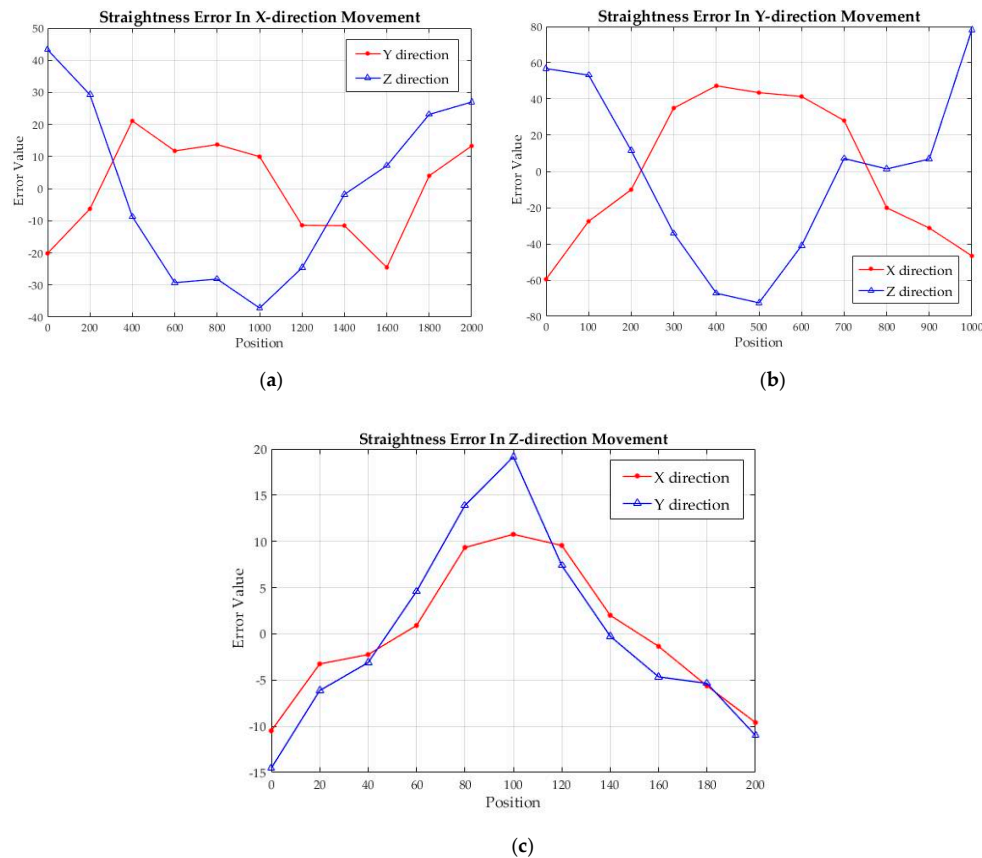 Straightness Error In X-direction Movement
50
40
30
20
10
0
-10
-20
-30
-40
Error Value
Y direction
Z direction
0 200 400 600 800 1000 1200 1400 1600 1800 2000
Position
(a)
Straightness Error In Y-direction Movement
80
60
40
20
0
-20
-40
-60
-80
Error Value
X direction
Z direction
0 100 200 300 400 500 600 700 800 900 1000
Position
(b)
Straightness Error In Z-direction Movement
20
15
10
5
0
-5
-10
-15
Error Value
X direction
Y direction
0 20 40 60 80 100 120 140 160 180 200
Position
(c)